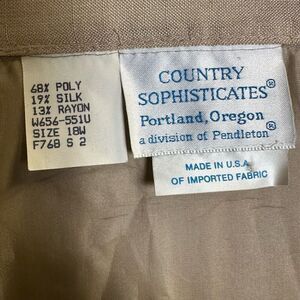 68% POLY
19% SILK
13% RAYON
W656-551U
SIZE 18W
F768 S 2
COUNTRY
SOPHISTICATES®
Portland, Oregon
a division of Pendleton®
MADE IN U.S.A.
OF IMPORTED FABRIC